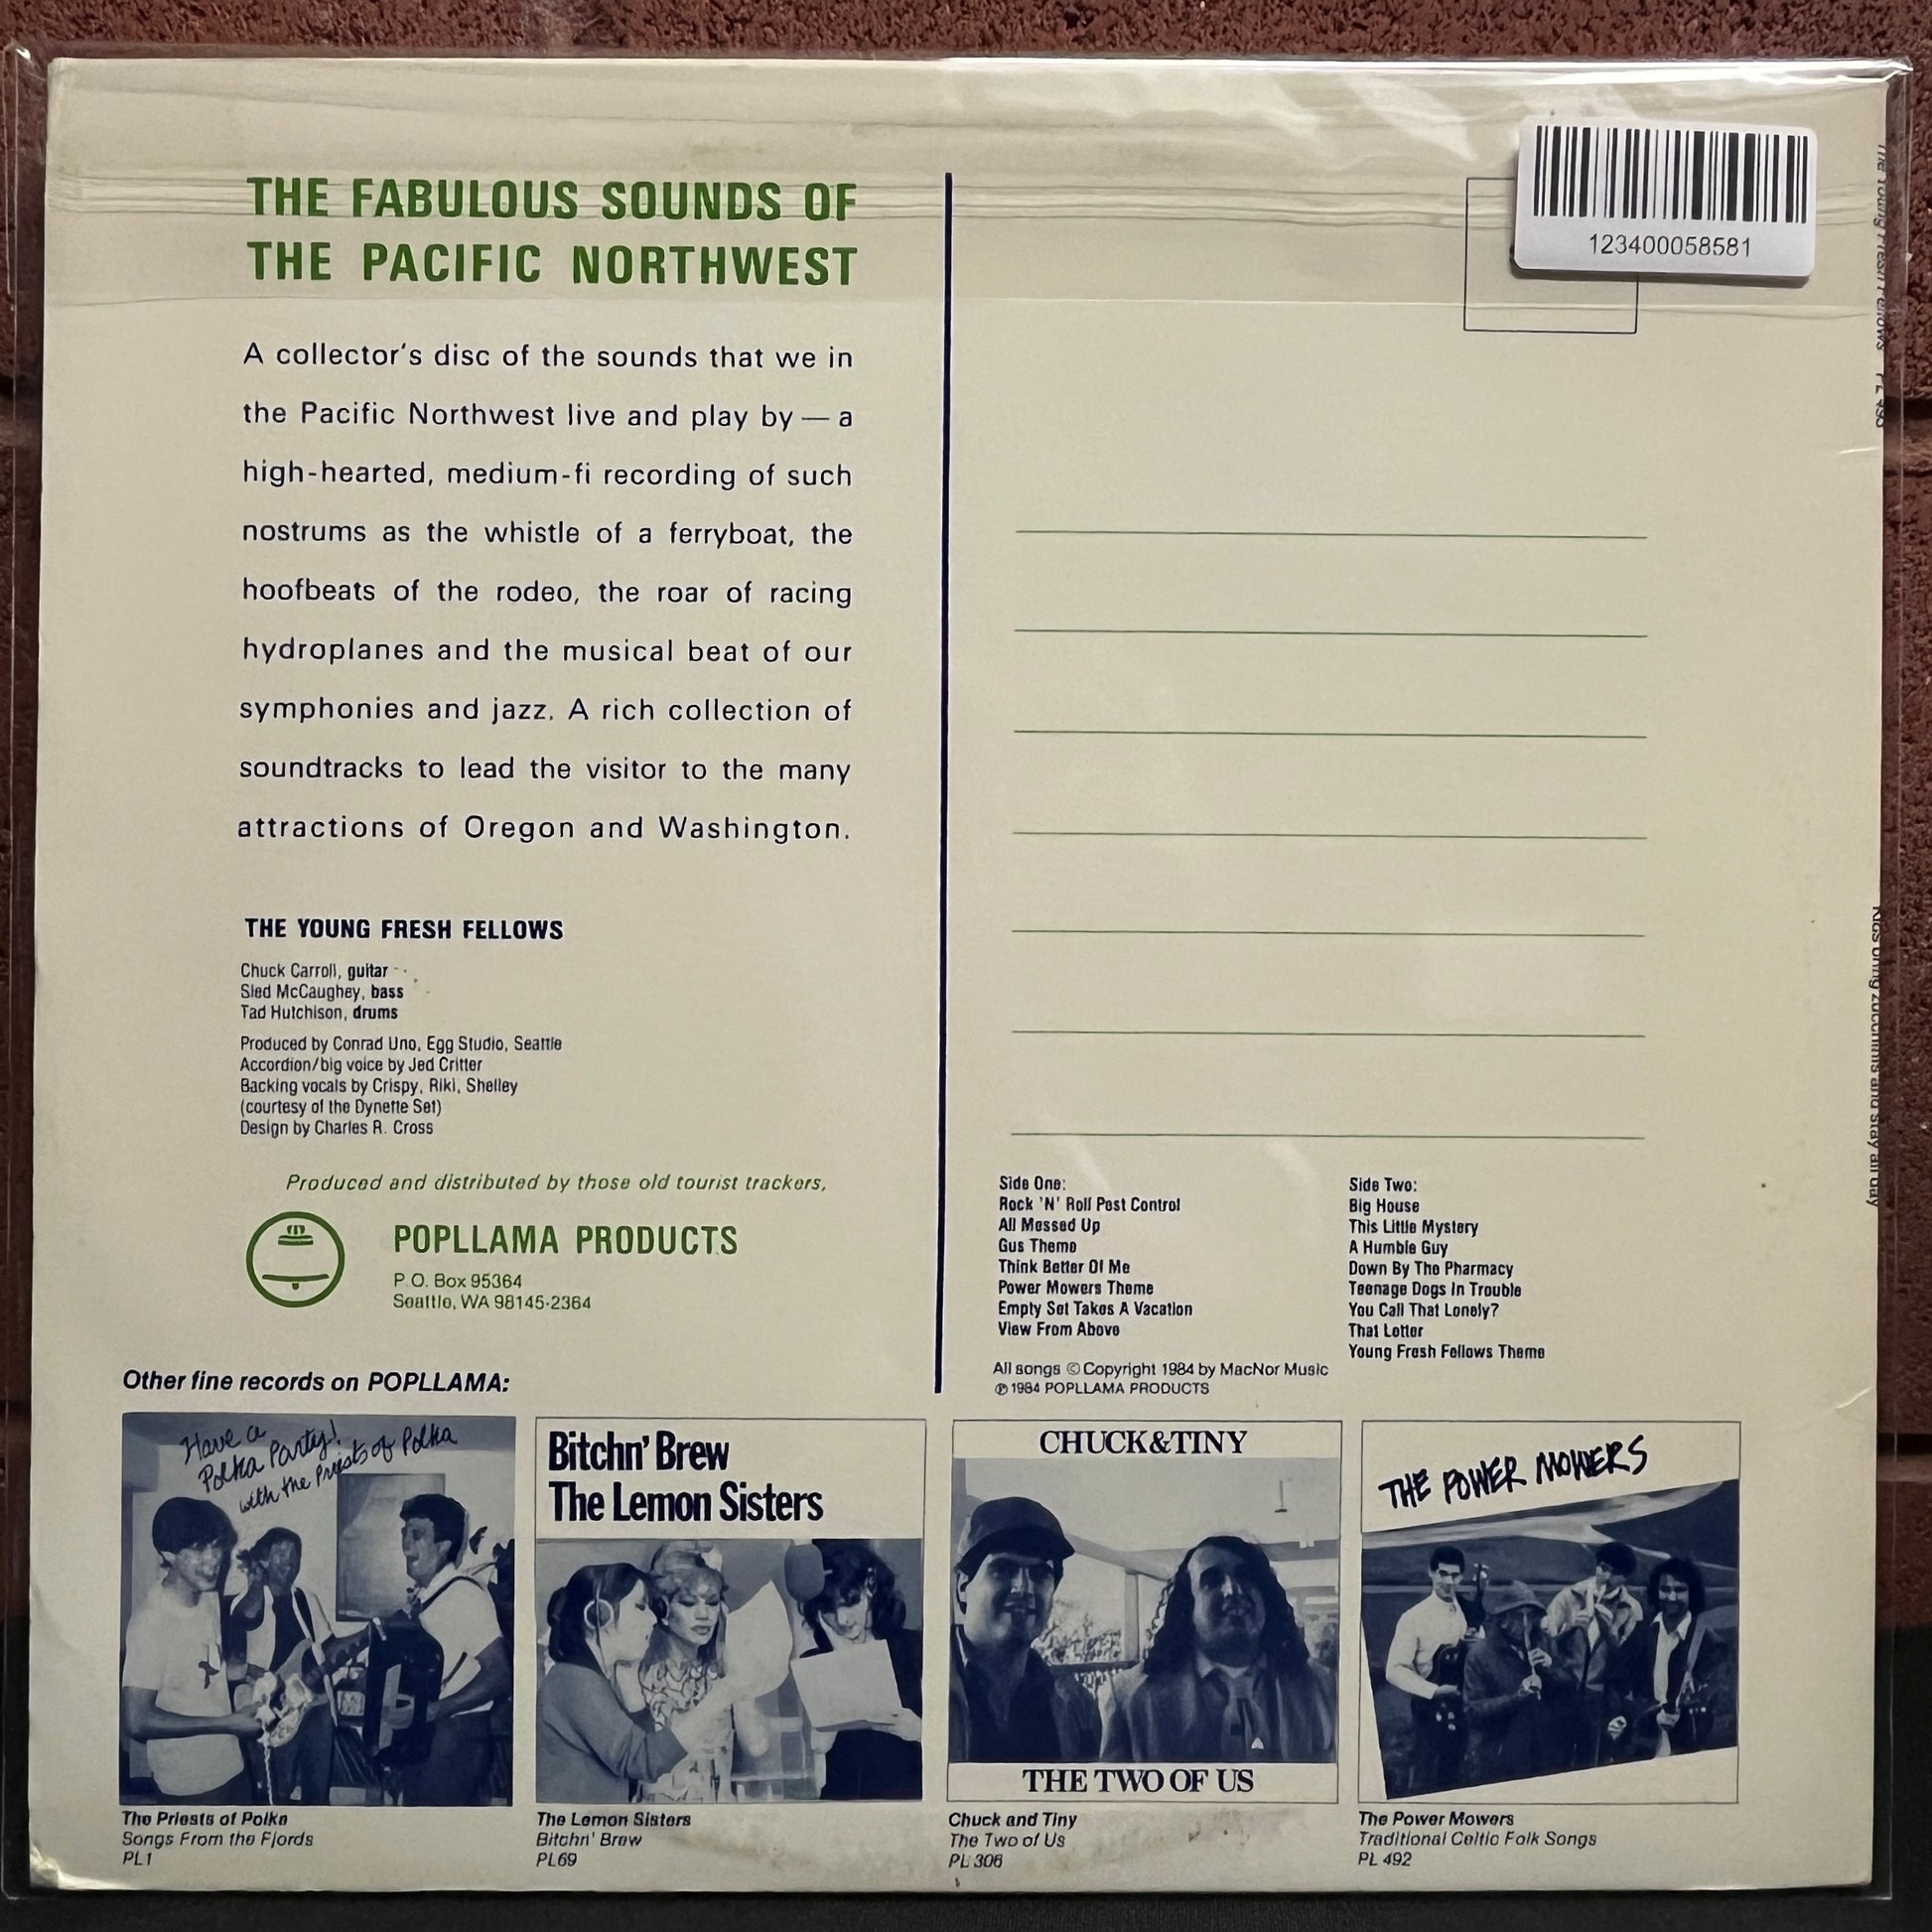 THE FABULOUS SOUNDS OF
THE PACIFIC NORTHWEST
A collector's disc of the sounds that we in
the Pacific Northwest live and play by — a
high-hearted, medium-fi recording of such
nostrums as the whistle of a ferryboat, the
hoofbeats of the rodeo, the roar of racing
hydroplanes and the musical beat of our
symphonies and jazz. A rich collection of
soundtracks to lead the visitor to the many
attractions of Oregon and Washington.
THE YOUNG FRESH FELLOWS
Chuck Carroll, guitar
Sled McCaughey, bass
Tad Hutchison, drums
Produced by Conrad Uno, Egg Studio, Seattle
Accordion/big voice by Jed Critter
Backing vocals by Crispy, Riki, Shelley
(courtesy of the Dynette Set)
Design by Charles R. Cross
Produced and distributed by those old tourist trackers,
POPLLAMA PRODUCTS
P.O. Box 95364
Seattle, WA 98145-2364
123400058581
The Young Fresh Fellows PL 493
Kids bring zucchinis and stay all day
Side One:
Rock 'N' Roll Pest Control
All Messed Up
Gus Theme
Think Better Of Me
Power Mowers Theme
Empty Set Takes A Vacation
View From Above
Side Two:
Big House
This Little Mystery
A Humble Guy
Down By The Pharmacy
Teenage Dogs In Trouble
You Call That Lonely?
That Letter
Young Fresh Fellows Theme
All songs © Copyright 1984 by MacNor Music
℗ 1984 POPLLAMA PRODUCTS
Other fine records on POPLLAMA:
Have a
Polka Party!
with the Priests of Polka
Bitchn' Brew
The Lemon Sisters
CHUCK&TINY
THE TWO OF US
THE POWER MOWERS
The Priests of Polka
Songs From the Fjords
PL1
The Lemon Sisters
Bitchn' Brew
PL69
Chuck and Tiny
The Two of Us
PL 306
The Power Mowers
Traditional Celtic Folk Songs
PL 492